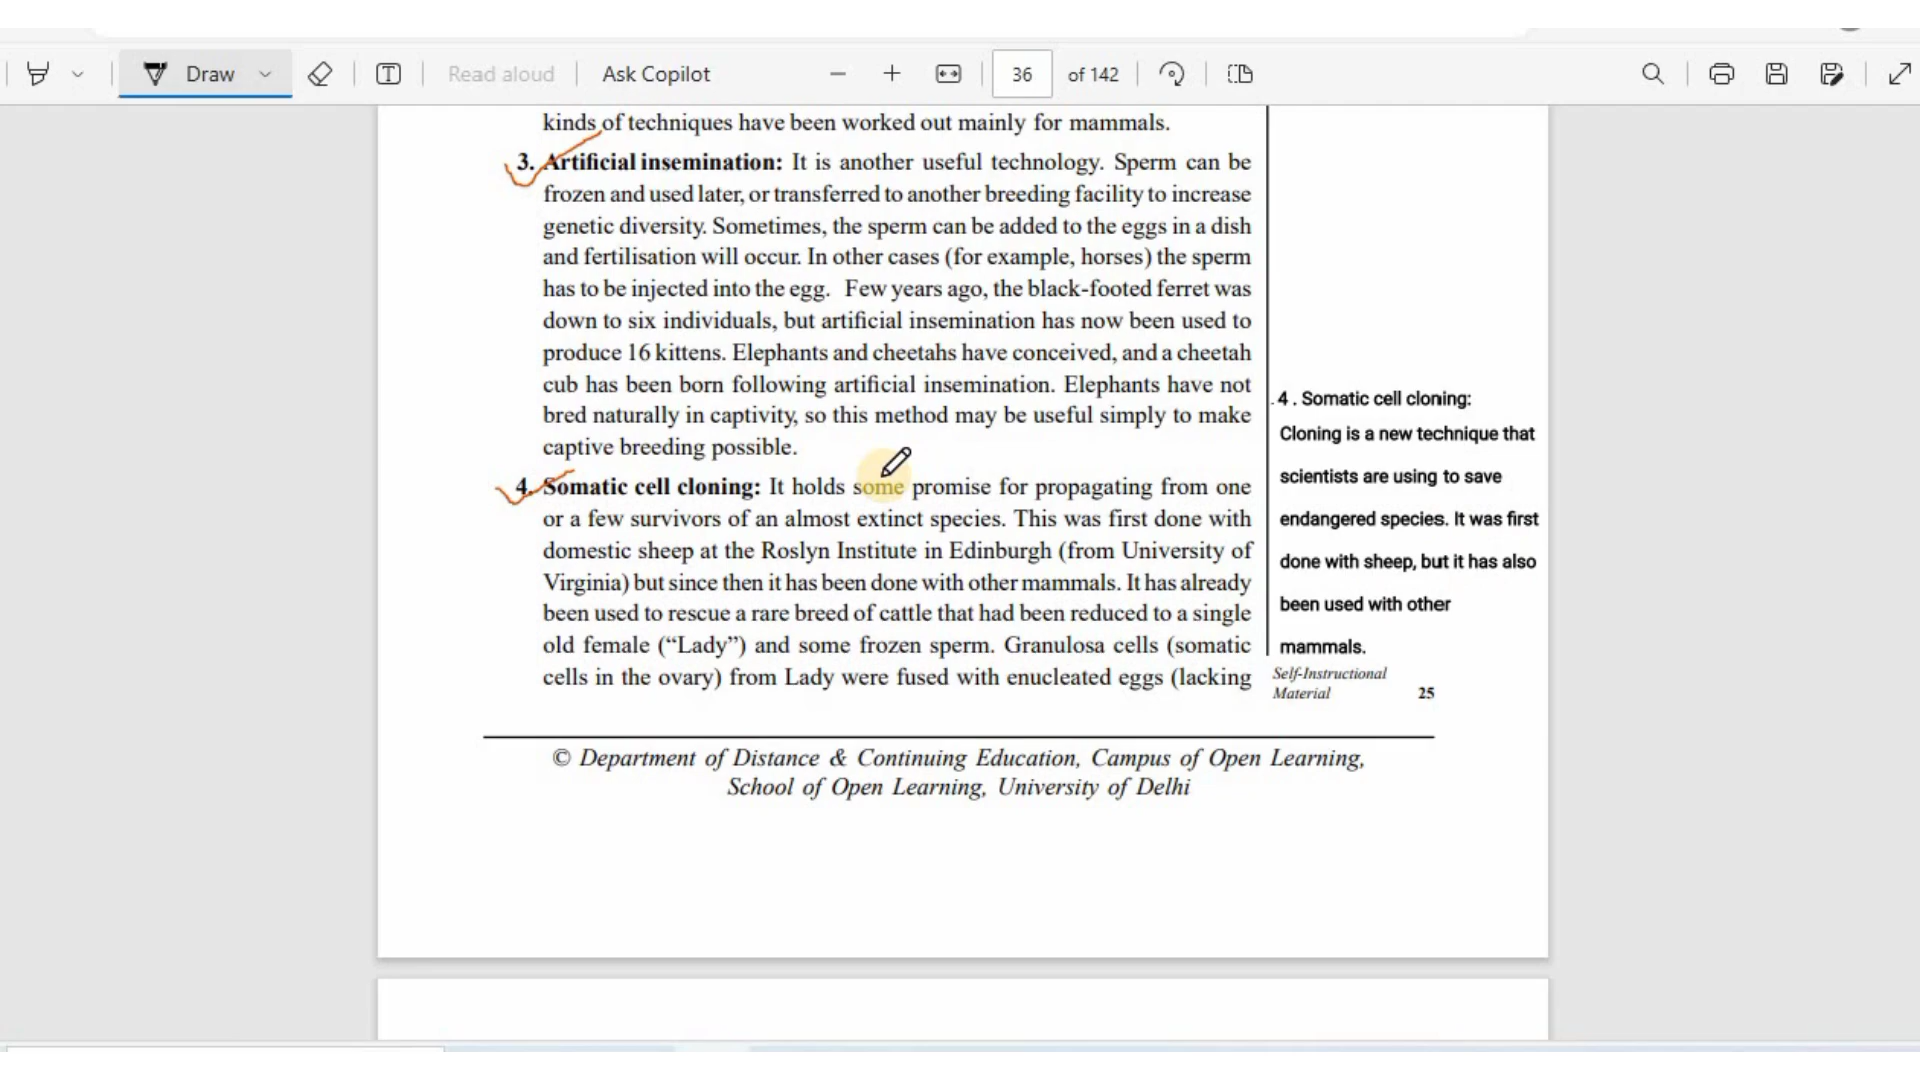 Draw
Read aloud
Ask Copilot
36
of 142
kinds of techniques have been worked out mainly for mammals.
3. Artificial insemination: It is another useful technology. Sperm can be
frozen and used later, or transferred to another breeding facility to increase
genetic diversity. Sometimes, the sperm can be added to the eggs in a dish
and fertilisation will occur. In other cases (for example, horses) the sperm
has to be injected into the egg. Few years ago, the black-footed ferret was
down to six individuals, but artificial insemination has now been used to
produce 16 kittens. Elephants and cheetahs have conceived, and a cheetah
cub has been born following artificial insemination. Elephants have not
bred naturally in captivity, so this method may be useful simply to make
captive breeding possible.
4. Somatic cell cloning: It holds some promise for propagating from one
or a few survivors of an almost extinct species. This was first done with
domestic sheep at the Roslyn Institute in Edinburgh (from University of
Virginia) but since then it has been done with other mammals. It has already
been used to rescue a rare breed of cattle that had been reduced to a single
old female (“Lady”) and some frozen sperm. Granulosa cells (somatic
cells in the ovary) from Lady were fused with enucleated eggs (lacking
. 4 . Somatic cell cloning:
Cloning is a new technique that
scientists are using to save
endangered species. It was first
done with sheep, but it has also
been used with other
mammals.
Self-Instructional
Material 25
© Department of Distance & Continuing Education, Campus of Open Learning,
School of Open Learning, University of Delhi